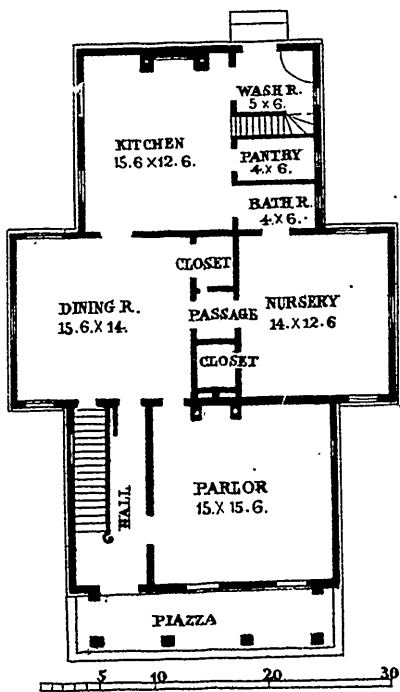 WASH R.
5 X 6.
KITCHEN
15.6 X 12.6.
PANTRY
4. X 6.
BATH R.
4 X 6.
CLOSET
DINING R.
15.6. X 14.
PASSAGE
NURSERY
14 X 12.6
CLOSET
HALL
PARLOR
15. X 15.6.
PIAZZA
5 10 20 30